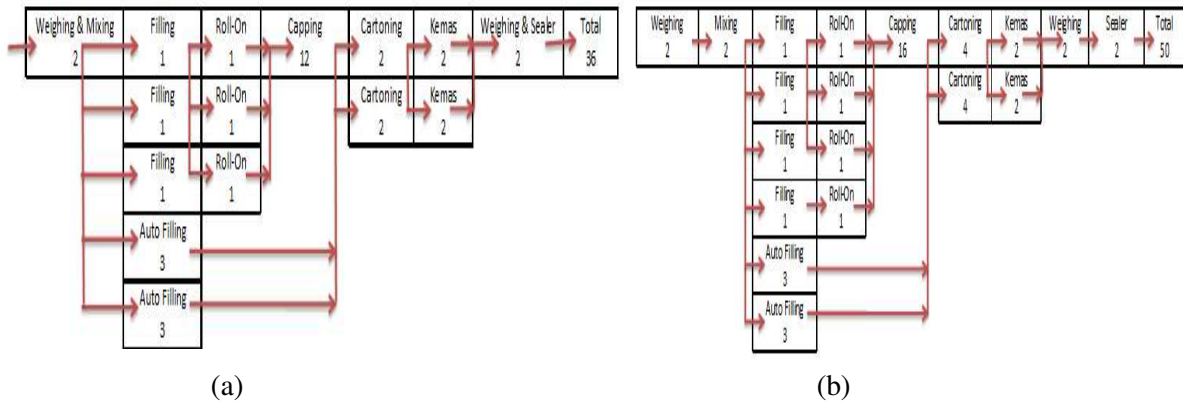 Weighing & Mixing Filling Roll-On Capping Cartoning Kemas Weighing & Sealer Total
2 1 1 12 2 2 2 36
Filling Roll-On Cartoning Kemas
1 1 2 2
Filling Roll-On
1 1
Auto Filling
3
Auto Filling
3
(a)
Weighing Mixing Filling Roll-On Capping Cartoning Kemas Weighing Sealer Total
2 2 1 1 16 4 2 2 2 50
Filling Roll-On Cartoning Kemas
1 1 4 2
Filling Roll-On
1 1
Filling Roll-On
1 1
Auto Filling
3
Auto Filling
3
(b)